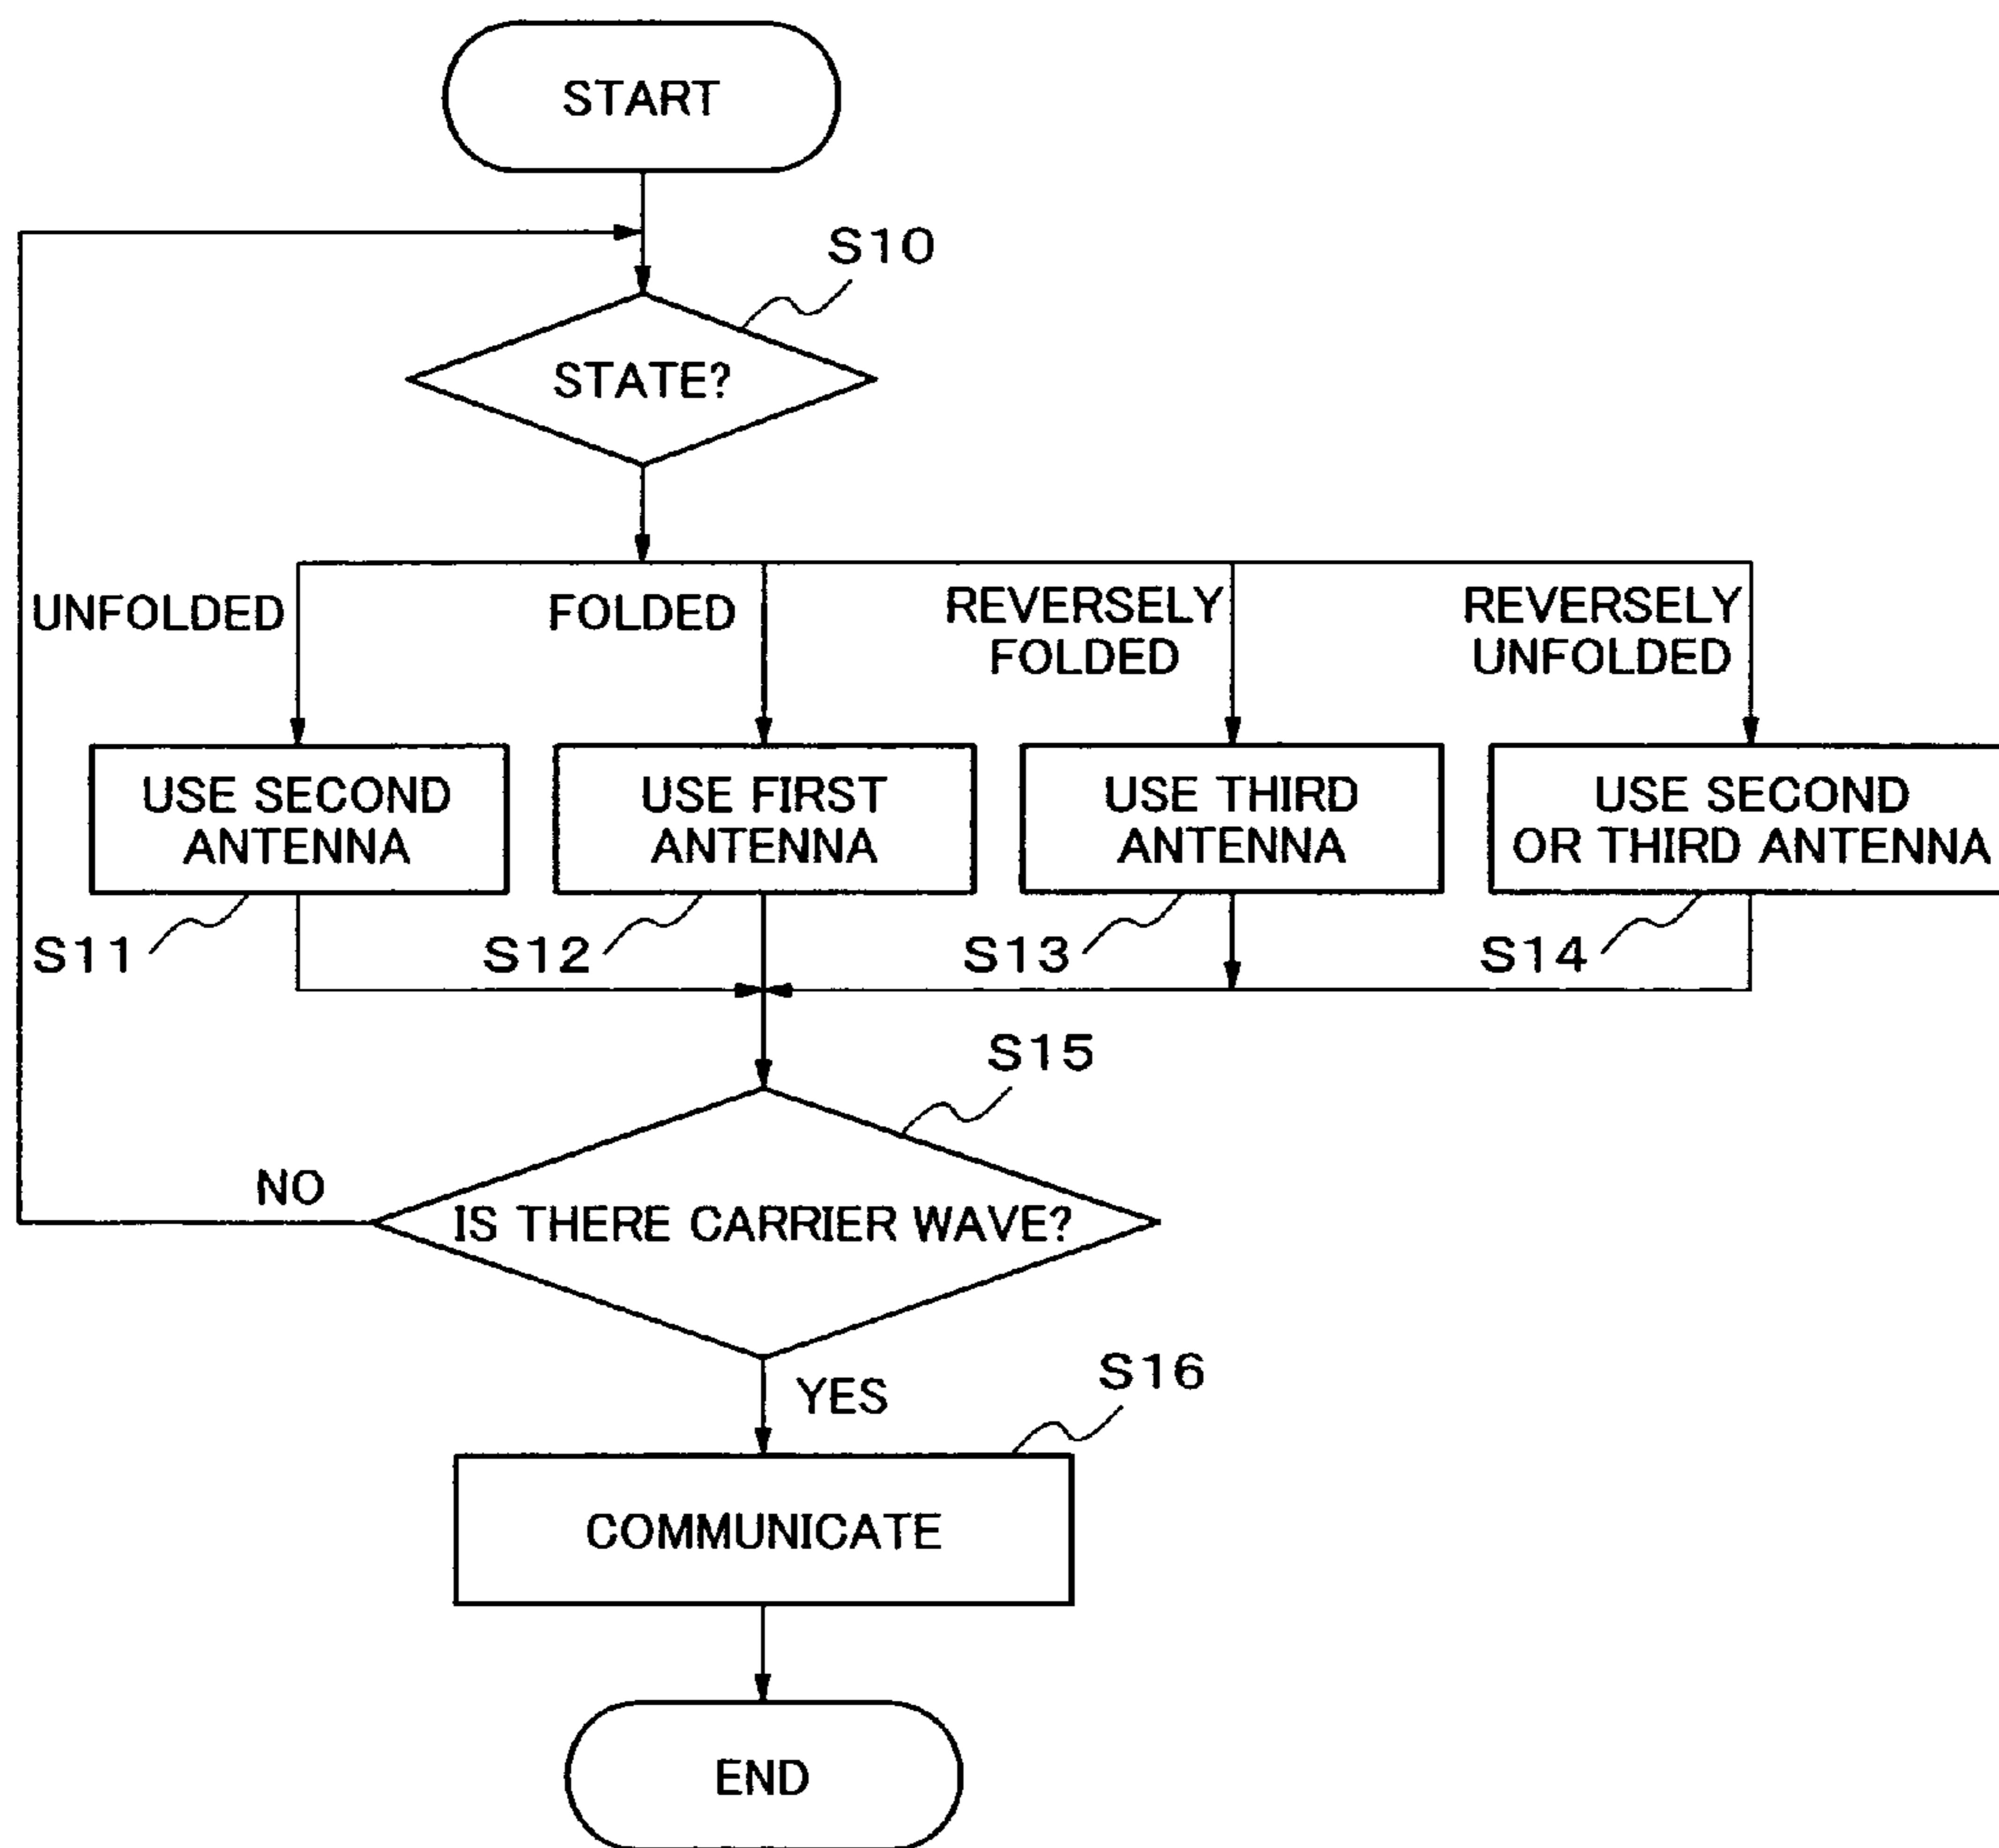 START
S10
STATE?
UNFOLDED
FOLDED
REVERSELY
FOLDED
REVERSELY
UNFOLDED
USE SECOND
ANTENNA
USE FIRST
ANTENNA
USE THIRD
ANTENNA
USE SECOND
OR THIRD ANTENNA
S11
S12
S13
S14
S15
NO
IS THERE CARRIER WAVE?
YES
S16
COMMUNICATE
END